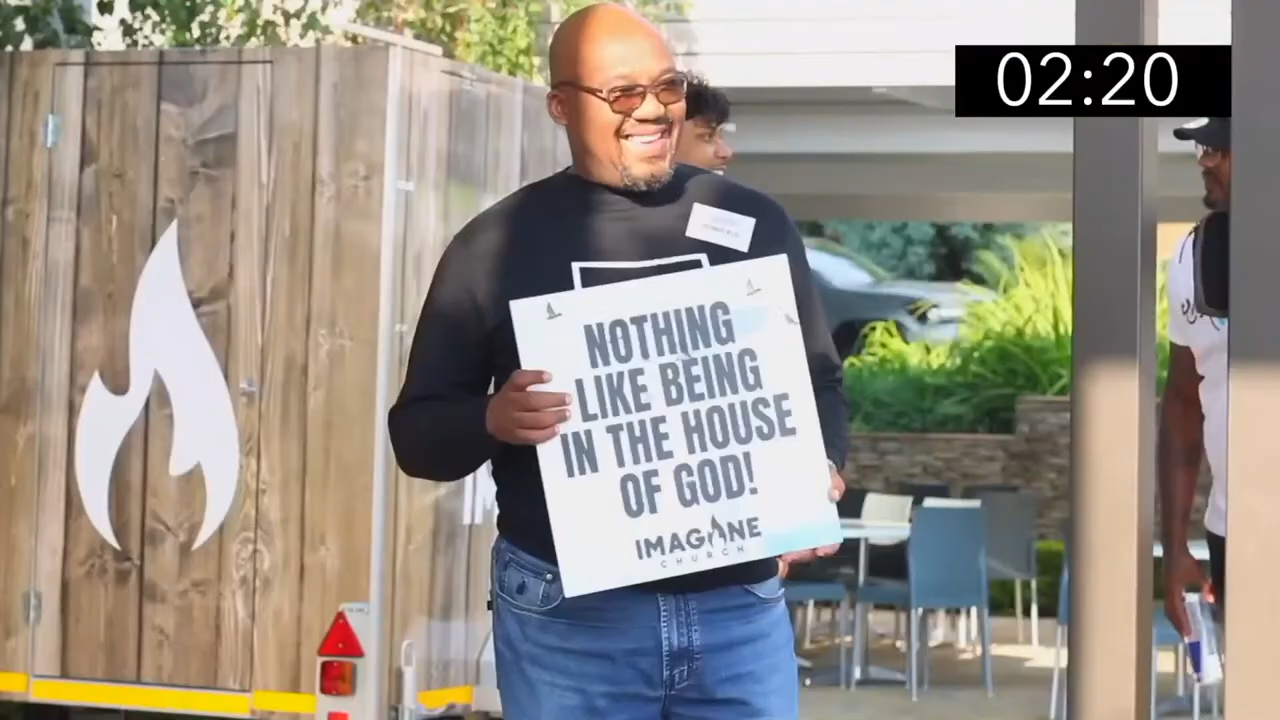 02:20
NOTHING
LIKE BEING
IN THE HOUSE
OF GOD!
IMAGINE
CHURCH